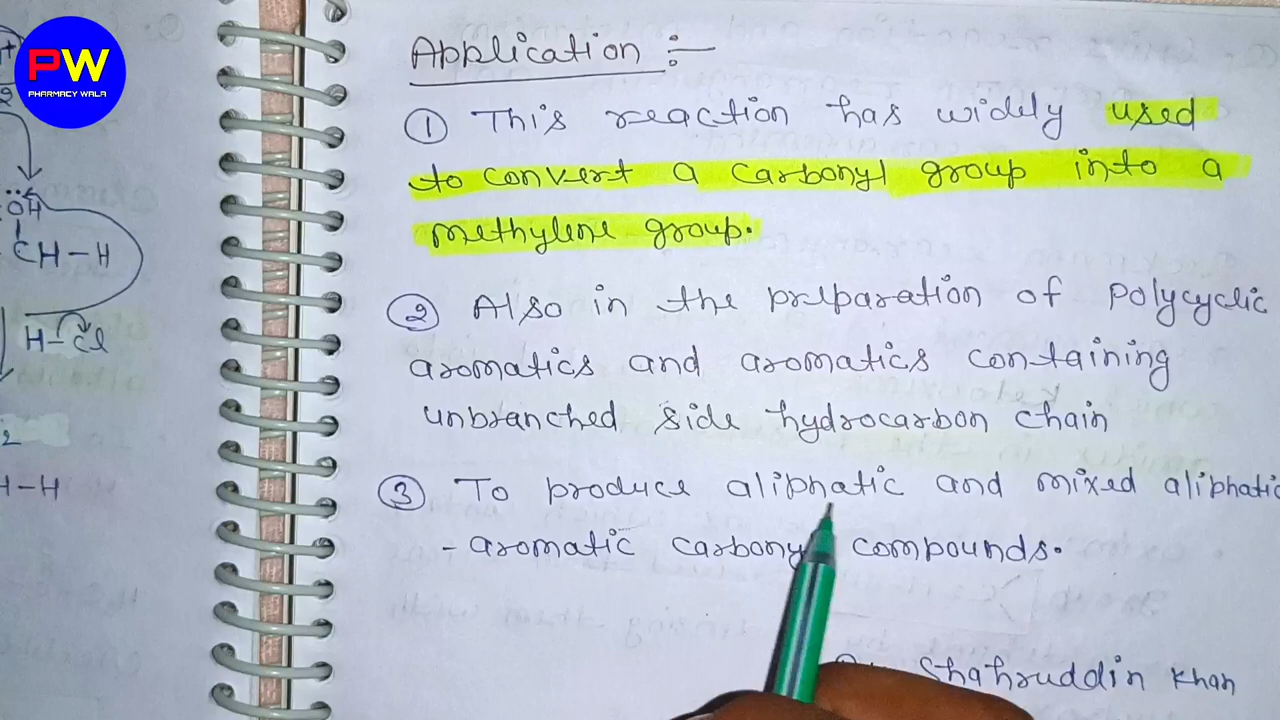 PW
PHARMACY WALA
ÖH
CH-H
H-Cl
2
H-H
Application :-
① This reaction has widely used
to convert a carbonyl group into a
methylene group.
② Also in the preparation of polycyclic
aromatics and aromatics containing
unbranched side hydrocarbon chain
③ To produce aliphatic and mixed aliphatic
- aromatic carbonyl compounds.
Shahruddin Khan